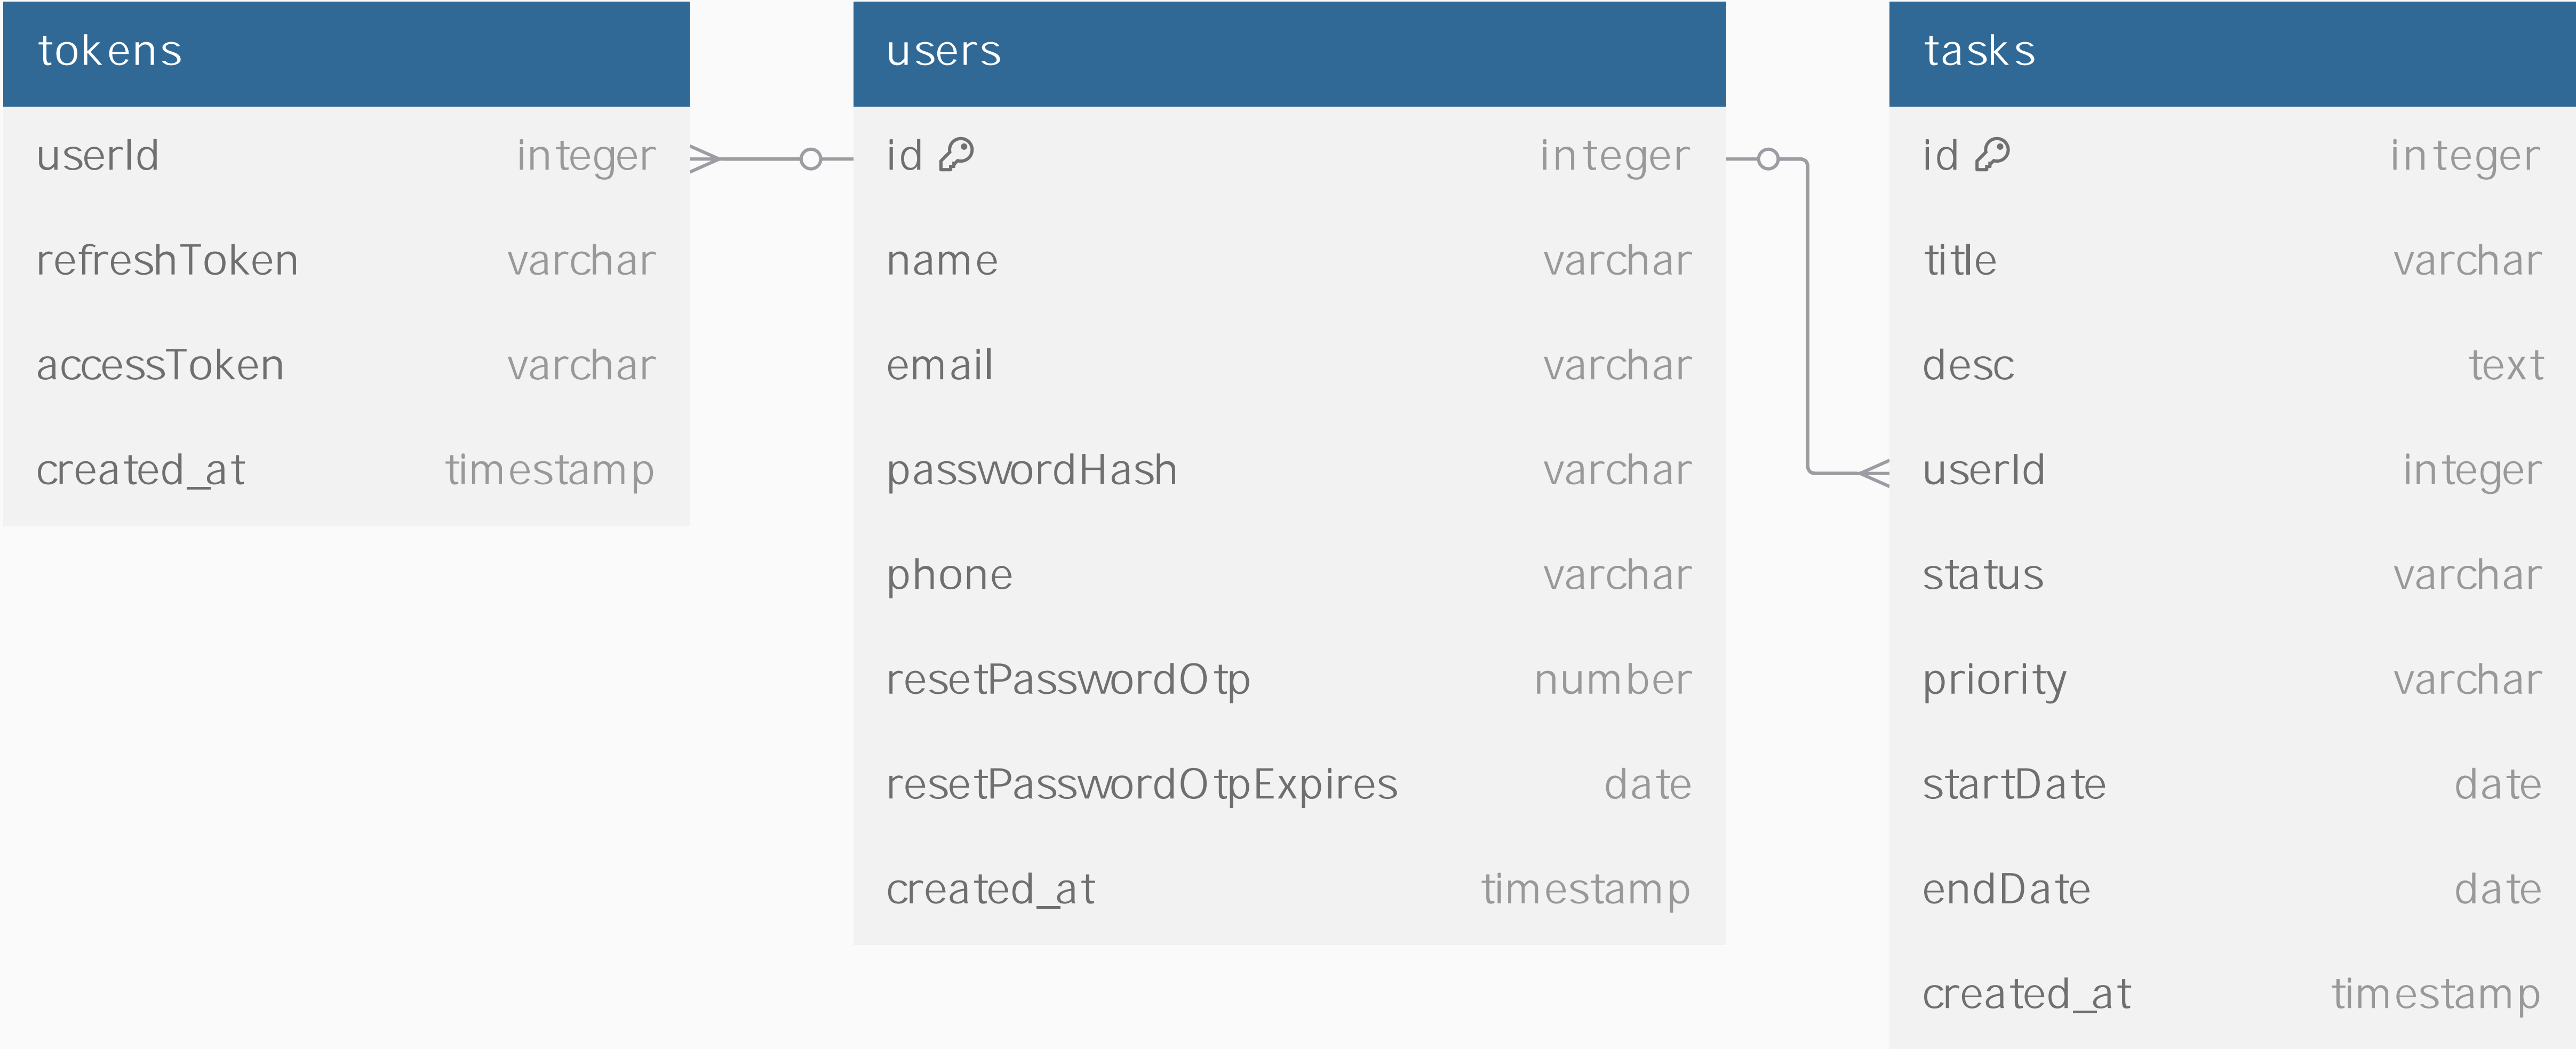 tokens
userId integer
refreshToken varchar
accessToken varchar
created_at timestamp
users
id integer
name varchar
email varchar
passwordHash varchar
phone varchar
resetPasswordOtp number
resetPasswordOtpExpires date
created_at timestamp
tasks
id integer
title varchar
desc text
userId integer
status varchar
priority varchar
startDate date
endDate date
created_at timestamp